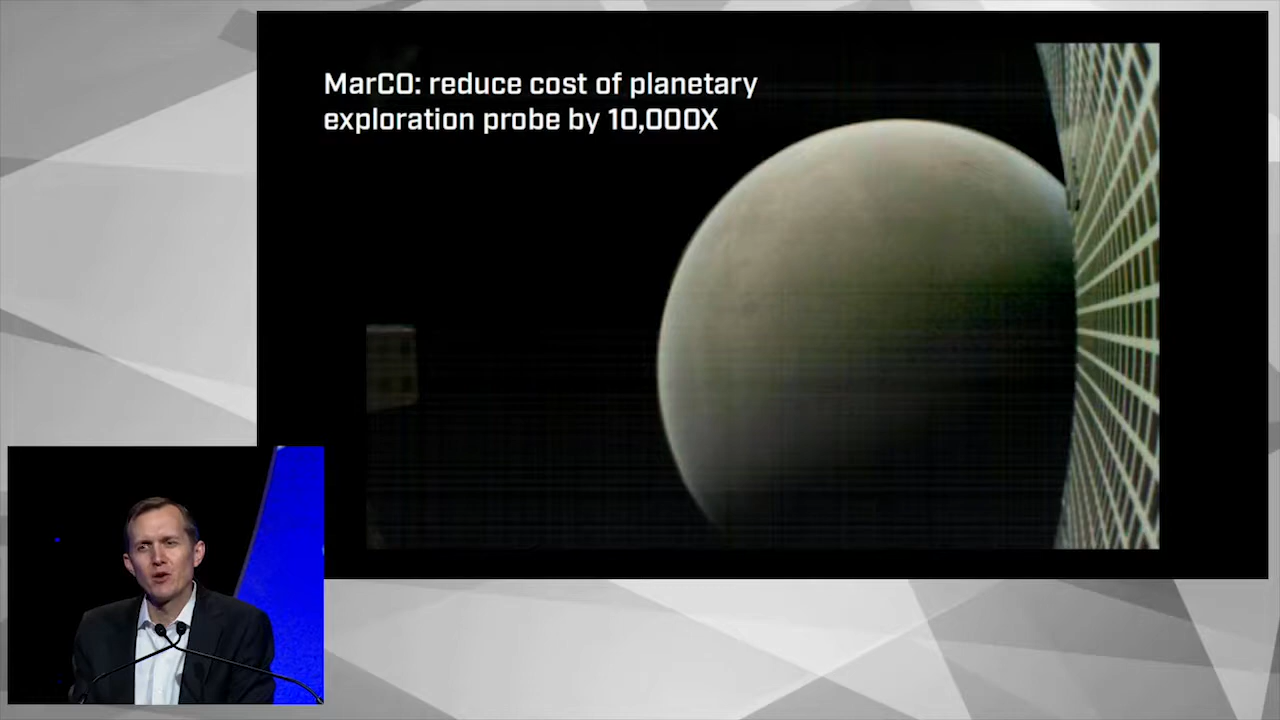 MarCO: reduce cost of planetary
exploration probe by 10,000X